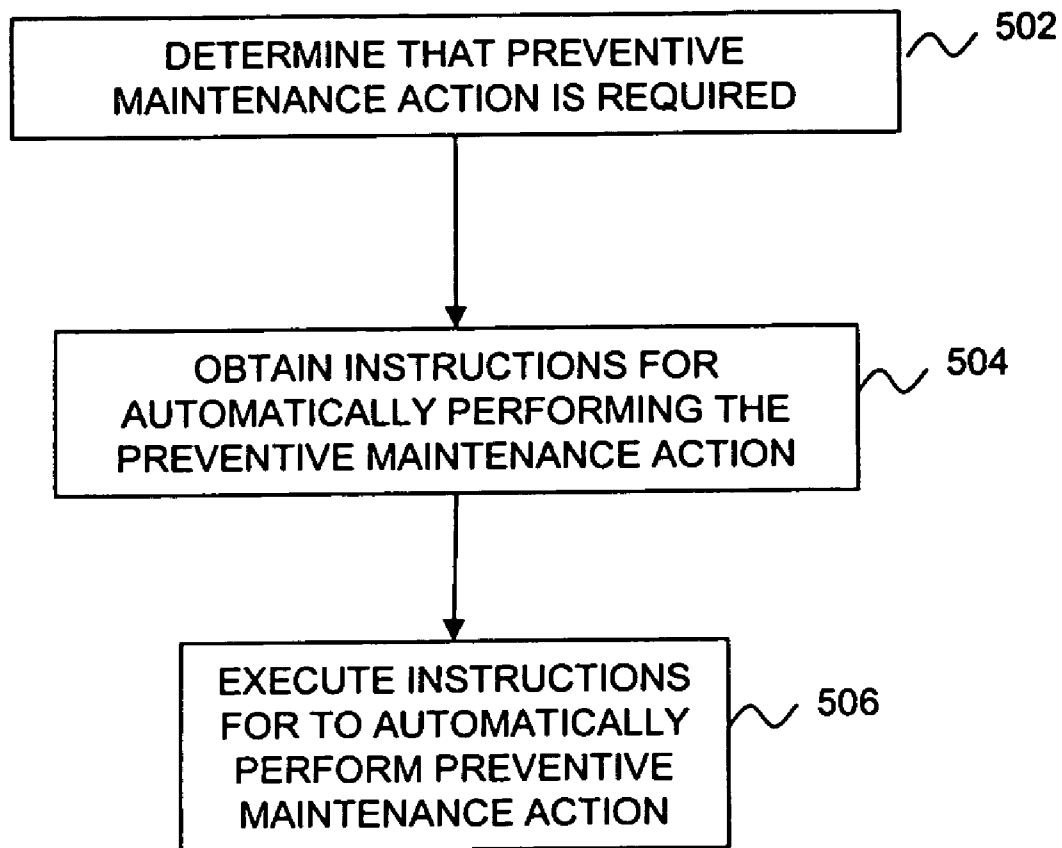 DETERMINE THAT PREVENTIVE
MAINTENANCE ACTION IS REQUIRED
502
OBTAIN INSTRUCTIONS FOR
AUTOMATICALLY PERFORMING THE
PREVENTIVE MAINTENANCE ACTION
504
EXECUTE INSTRUCTIONS
FOR TO AUTOMATICALLY
PERFORM PREVENTIVE
MAINTENANCE ACTION
506